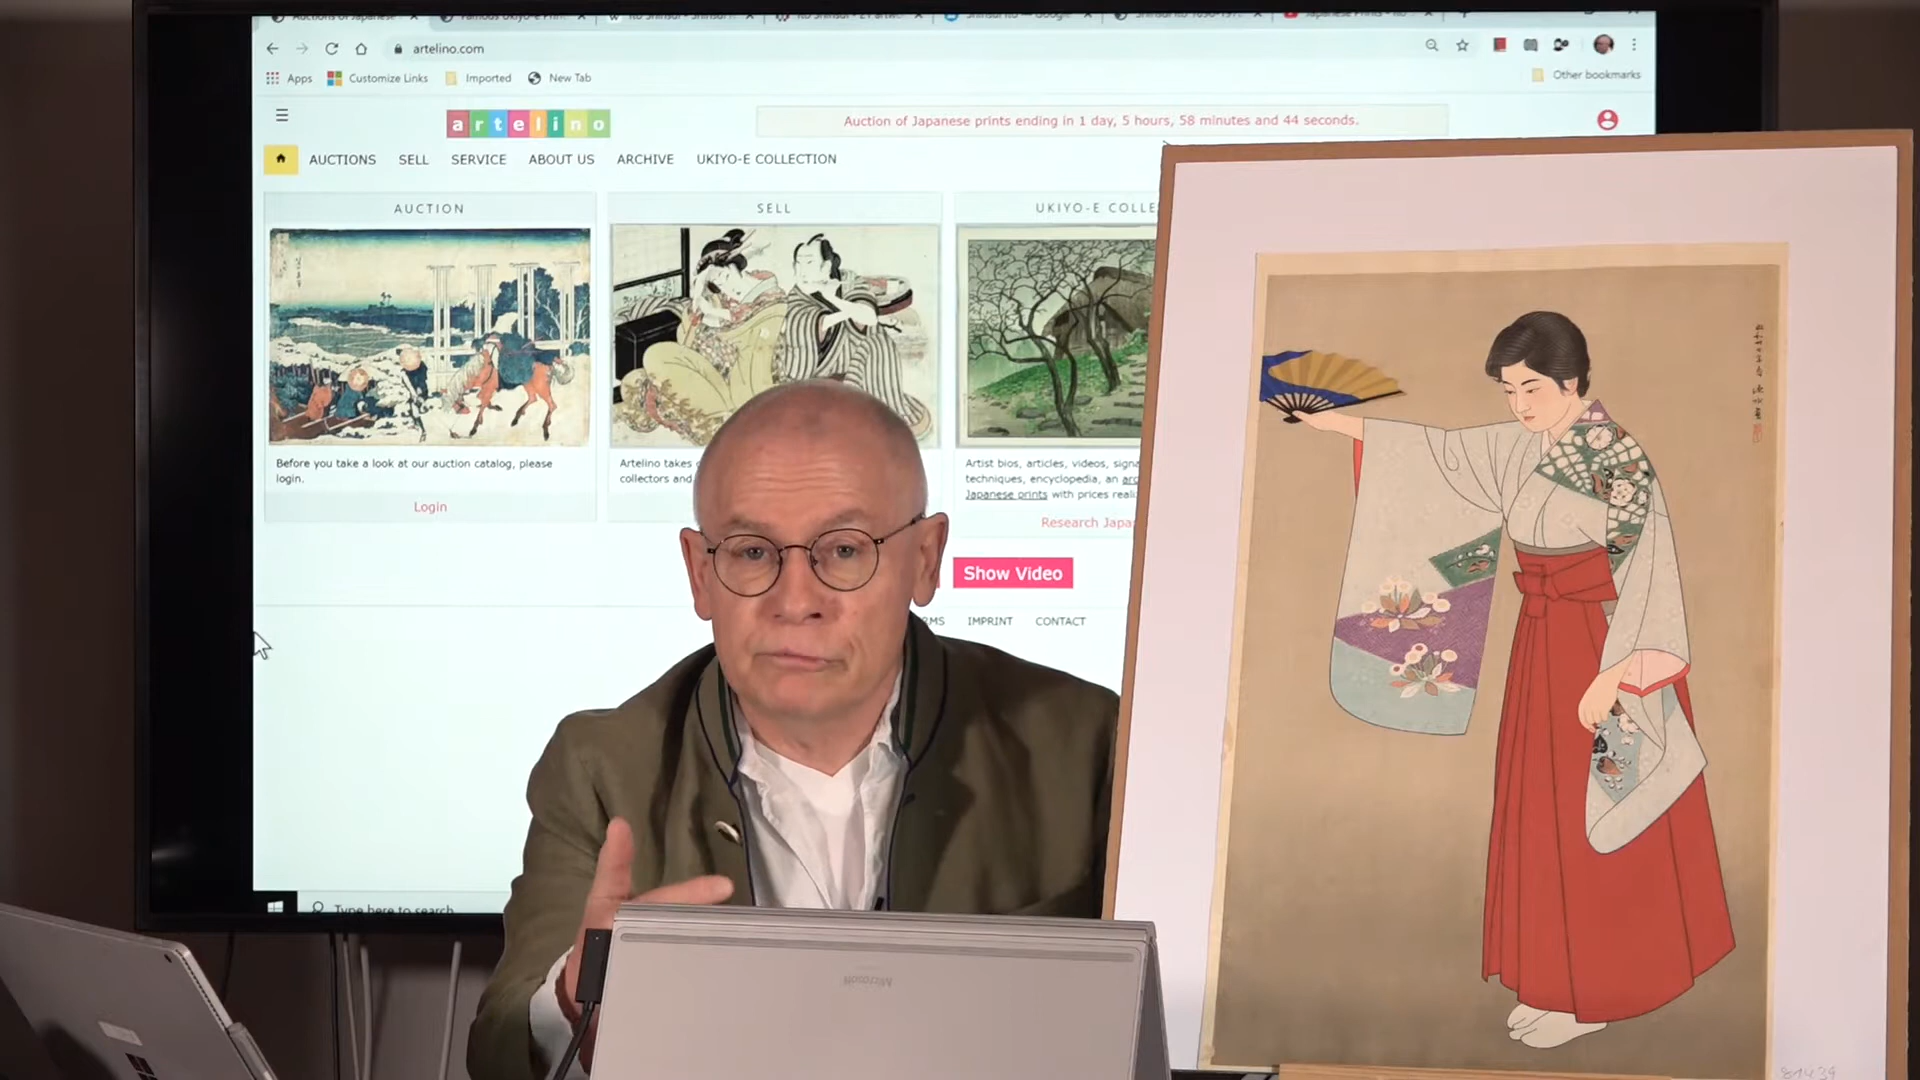 artelino.com
Apps
Customize Links
Imported
New Tab
Other bookmarks
artelino
Auction of Japanese prints ending in 1 day, 5 hours, 58 minutes and 44 seconds.
AUCTIONS
SELL
SERVICE
ABOUT US
ARCHIVE
UKIYO-E COLLECTION
AUCTION
SELL
UKIYO-E COLLE
Before you take a look at our auction catalog, please
login.
Login
Artelino takes
collectors and
Artist bios, articles, videos, sign
techniques, encyclopedia, an
Japanese prints with prices
Research
Show Video
IMPRINT
CONTACT
Type here to search
Microsoft